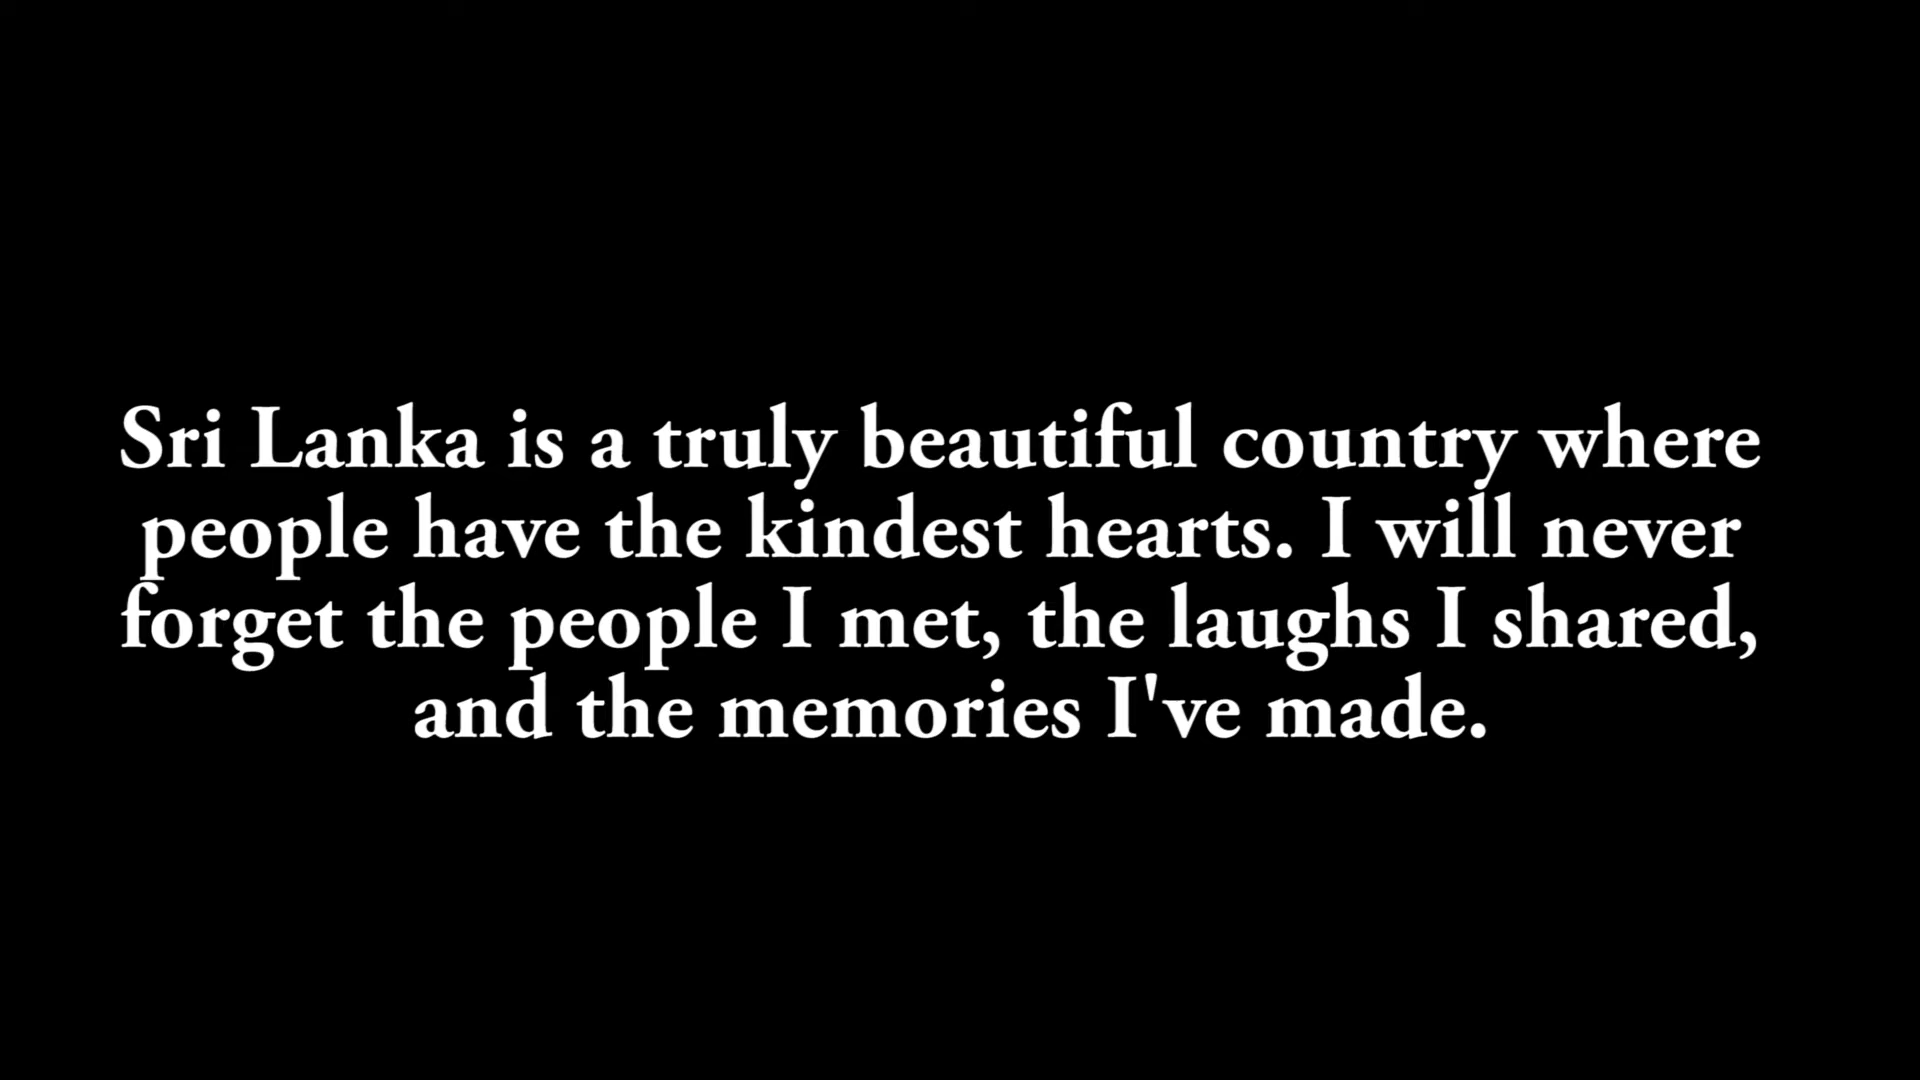 Sri Lanka is a truly beautiful country where
people have the kindest hearts. I will never
forget the people I met, the laughs I shared,
and the memories I've made.